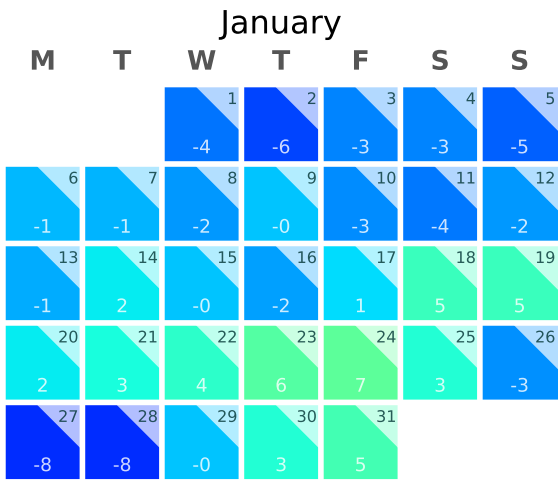 January
M T W T F S S
1 2 3 4 5
-4 -6 -3 -3 -5
6 7 8 9 10 11 12
-1 -1 -2 -0 -3 -4 -2
13 14 15 16 17 18 19
-1 2 -0 -2 1 5 5
20 21 22 23 24 25 26
2 3 4 6 7 3 -3
27 28 29 30 31
-8 -8 -0 3 5